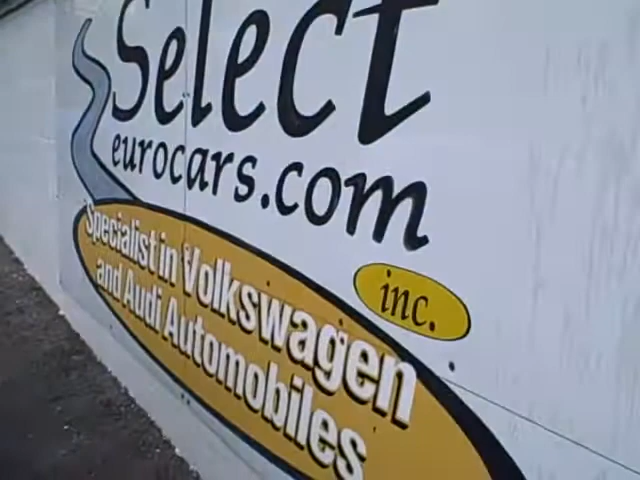 Select
eurocars.com
inc.
Specialist in Volkswagen
and Audi Automobiles